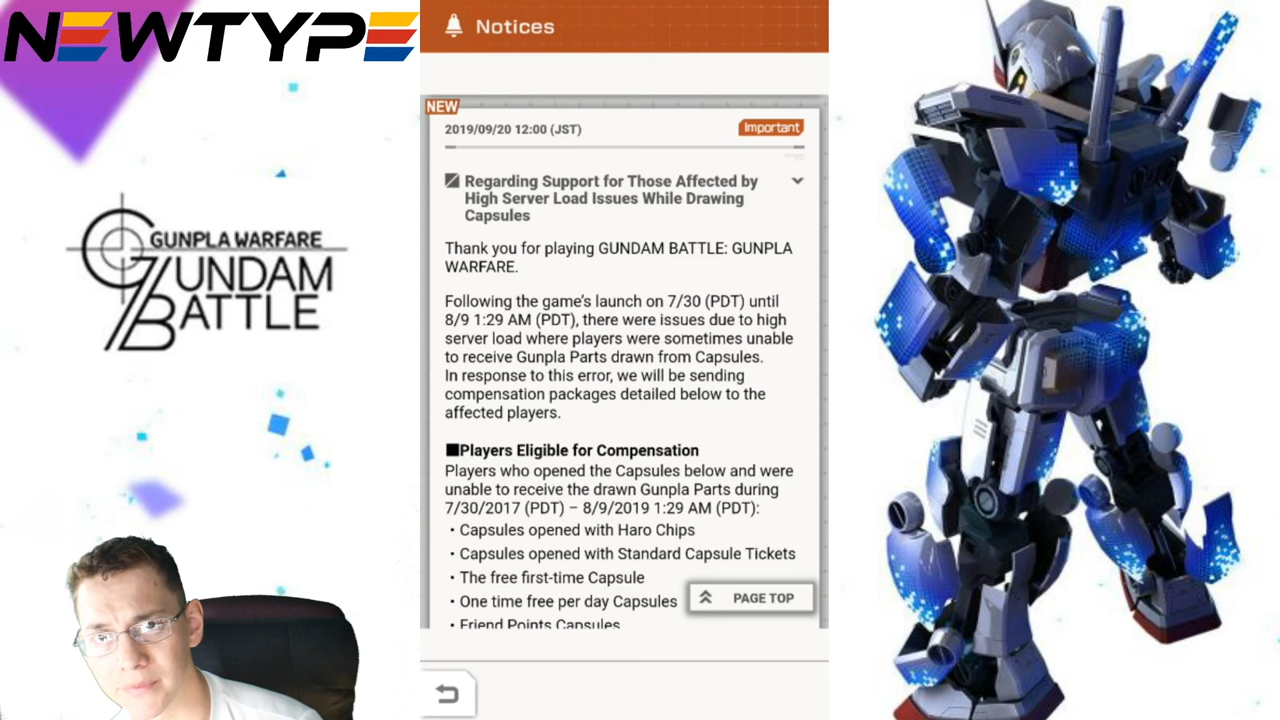 NEWTYPE
GUNPLA WARFARE
GUNDAM
BATTLE
Notices
NEW
2019/09/20 12:00 (JST)
Important
Regarding Support for Those Affected by
High Server Load Issues While Drawing
Capsules
Thank you for playing GUNDAM BATTLE: GUNPLA
WARFARE.
Following the game's launch on 7/30 (PDT) until
8/9 1:29 AM (PDT), there were issues due to high
server load where players were sometimes unable
to receive Gunpla Parts drawn from Capsules.
In response to this error, we will be sending
compensation packages detailed below to the
affected players.
■Players Eligible for Compensation
Players who opened the Capsules below and were
unable to receive the drawn Gunpla Parts during
7/30/2017 (PDT) – 8/9/2019 1:29 AM (PDT):
・Capsules opened with Haro Chips
・Capsules opened with Standard Capsule Tickets
・The free first-time Capsule
・One time free per day Capsules
・Friend Points Capsules
PAGE TOP